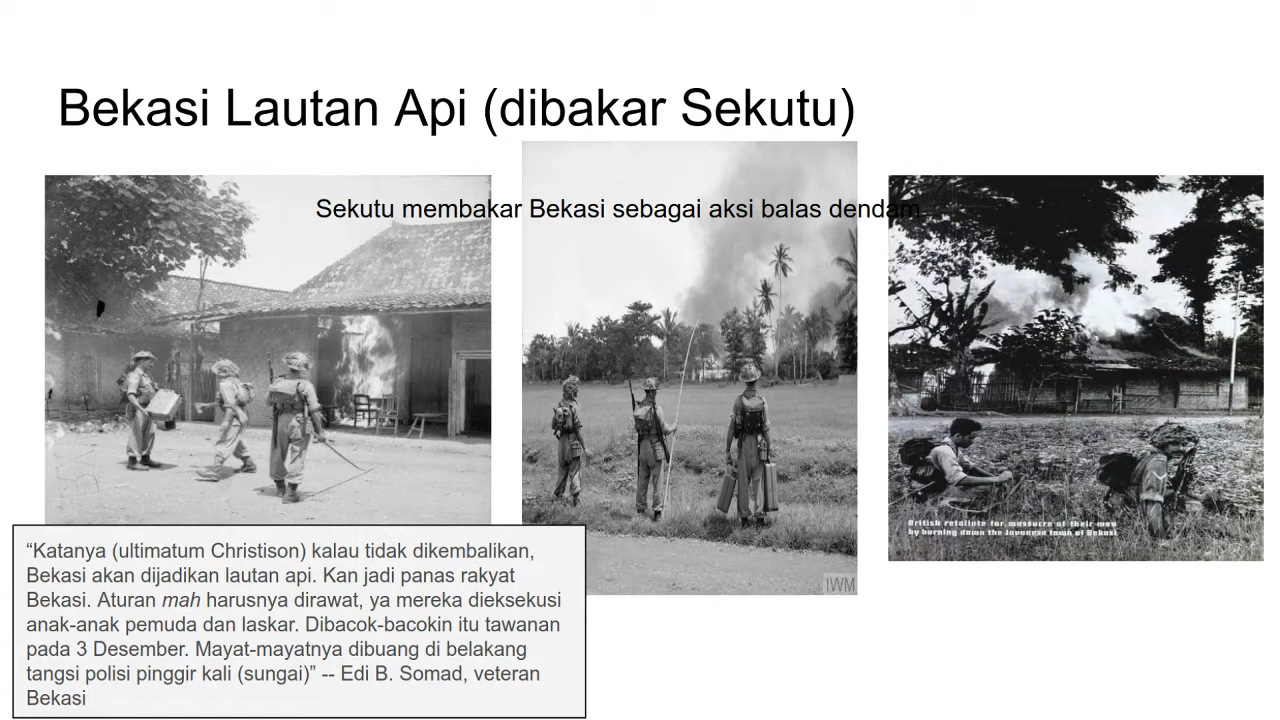 Bekasi Lautan Api (dibakar Sekutu)
Sekutu membakar Bekasi sebagai aksi balas dendam
British retaliate for massacre of their men
by burning down the Javanese town of Bekasi
IWM
“Katanya (ultimatum Christison) kalau tidak dikembalikan,
Bekasi akan dijadikan lautan api. Kan jadi panas rakyat
Bekasi. Aturan mah harusnya dirawat, ya mereka dieksekusi
anak-anak pemuda dan laskar. Dibacok-bacokin itu tawanan
pada 3 Desember. Mayat-mayatnya dibuang di belakang
tangsi polisi pinggir kali (sungai)” -- Edi B. Somad, veteran
Bekasi